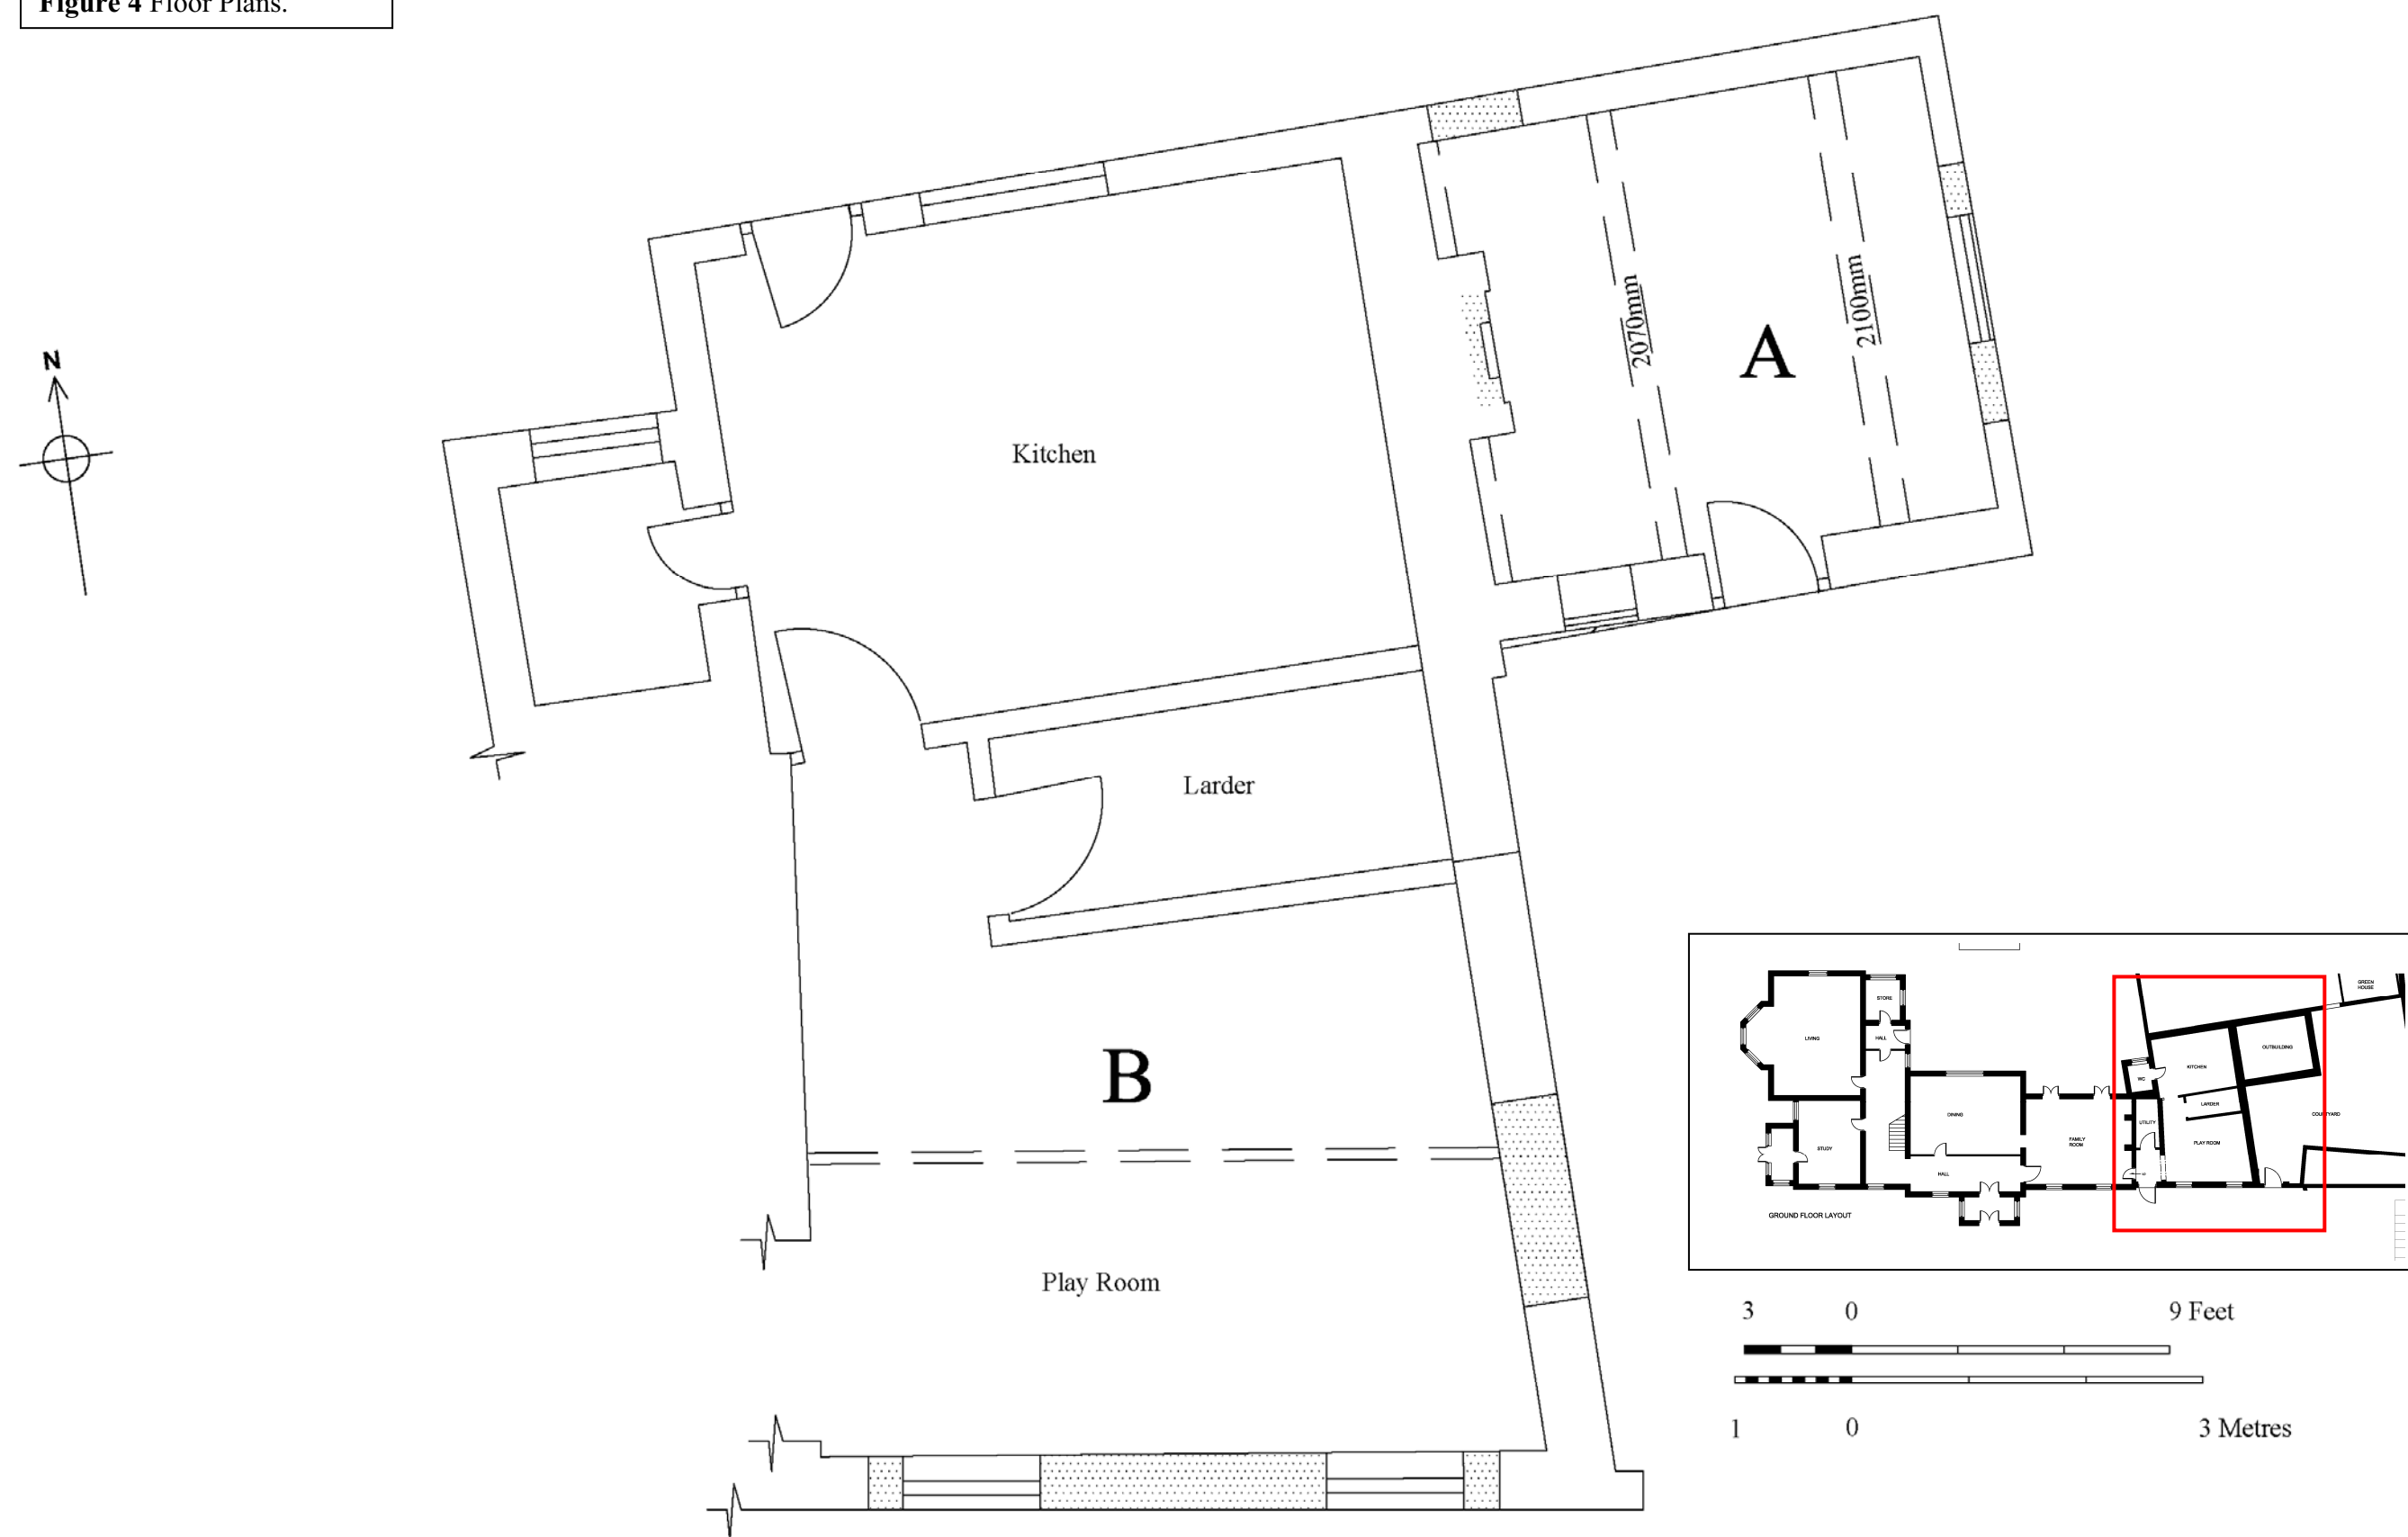 Figure 4 Floor Plans.
N
2070mm
2100mm
A
Kitchen
Larder
B
Play Room
GREEN
HOUSE
STORE
LIVING
HALL
OUTBUILDING
KITCHEN
WC
LARDER
DINING
COURTYARD
UTILITY
FAMILY
ROOM
PLAY ROOM
STUDY
HALL
GROUND FLOOR LAYOUT
3 0 9 Feet
1 0 3 Metres